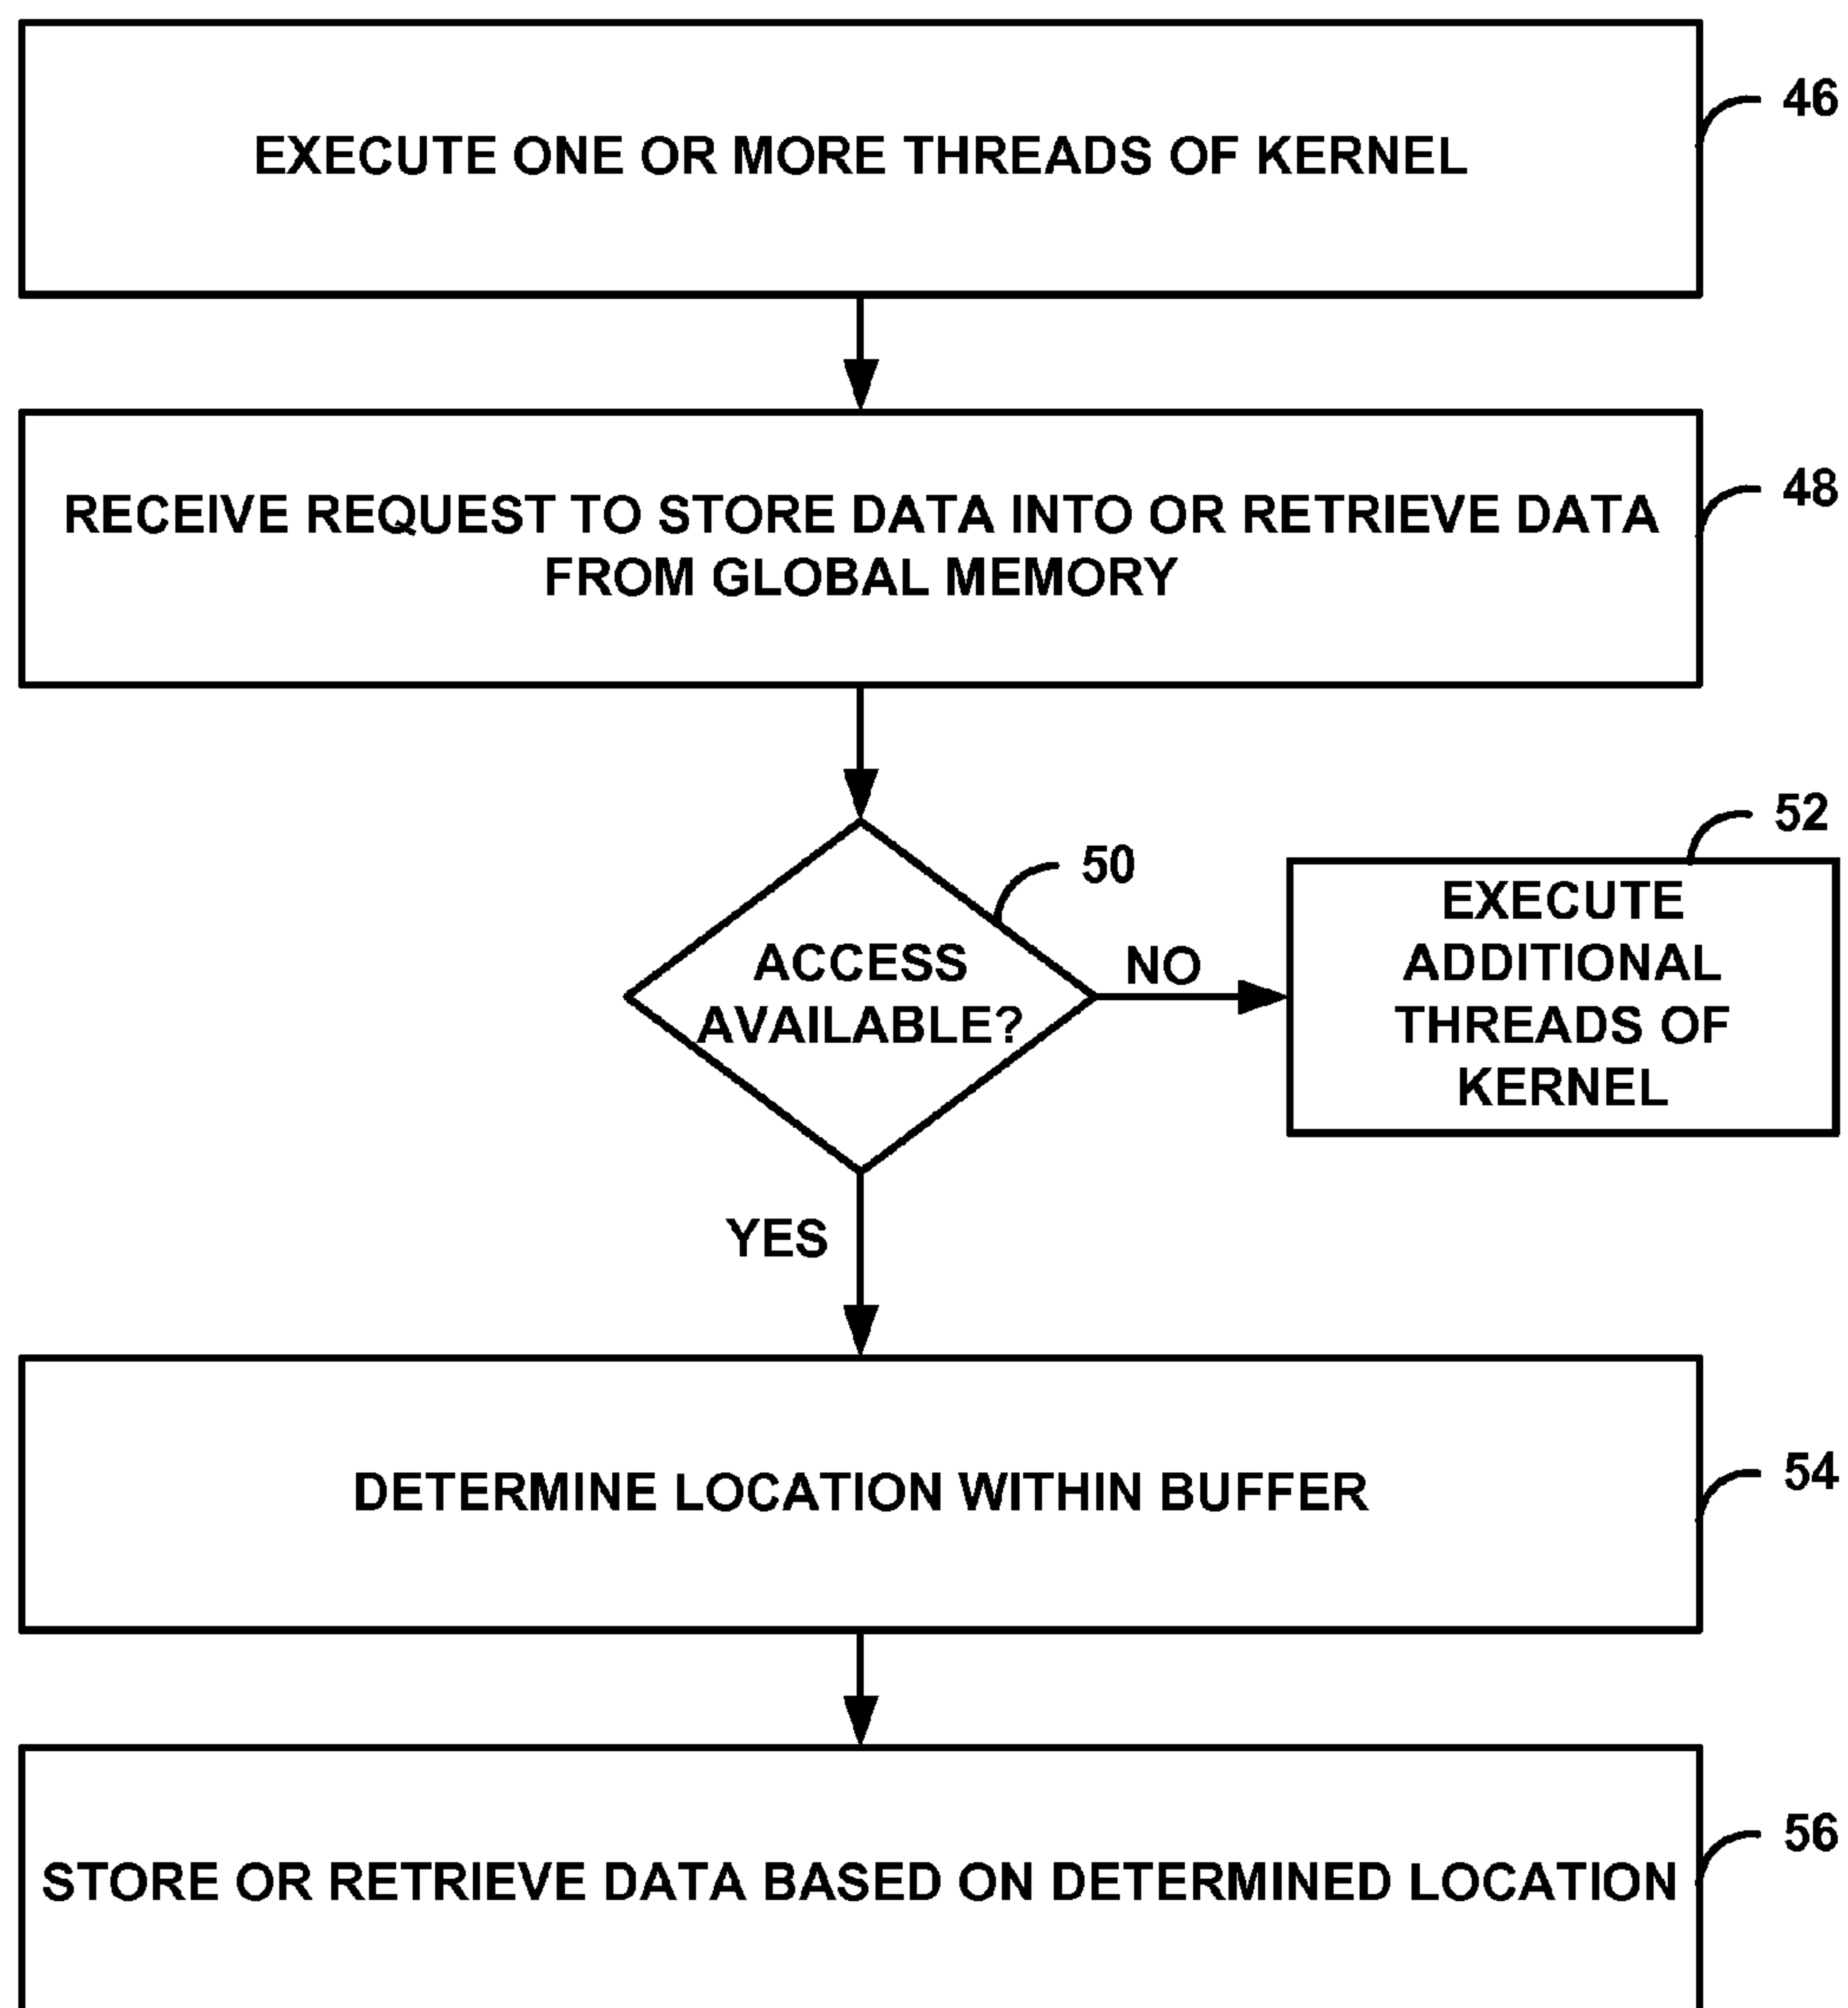 EXECUTE ONE OR MORE THREADS OF KERNEL
46
RECEIVE REQUEST TO STORE DATA INTO OR RETRIEVE DATA
FROM GLOBAL MEMORY
48
ACCESS
AVAILABLE?
50
NO
EXECUTE
ADDITIONAL
THREADS OF
KERNEL
52
YES
DETERMINE LOCATION WITHIN BUFFER
54
STORE OR RETRIEVE DATA BASED ON DETERMINED LOCATION
56